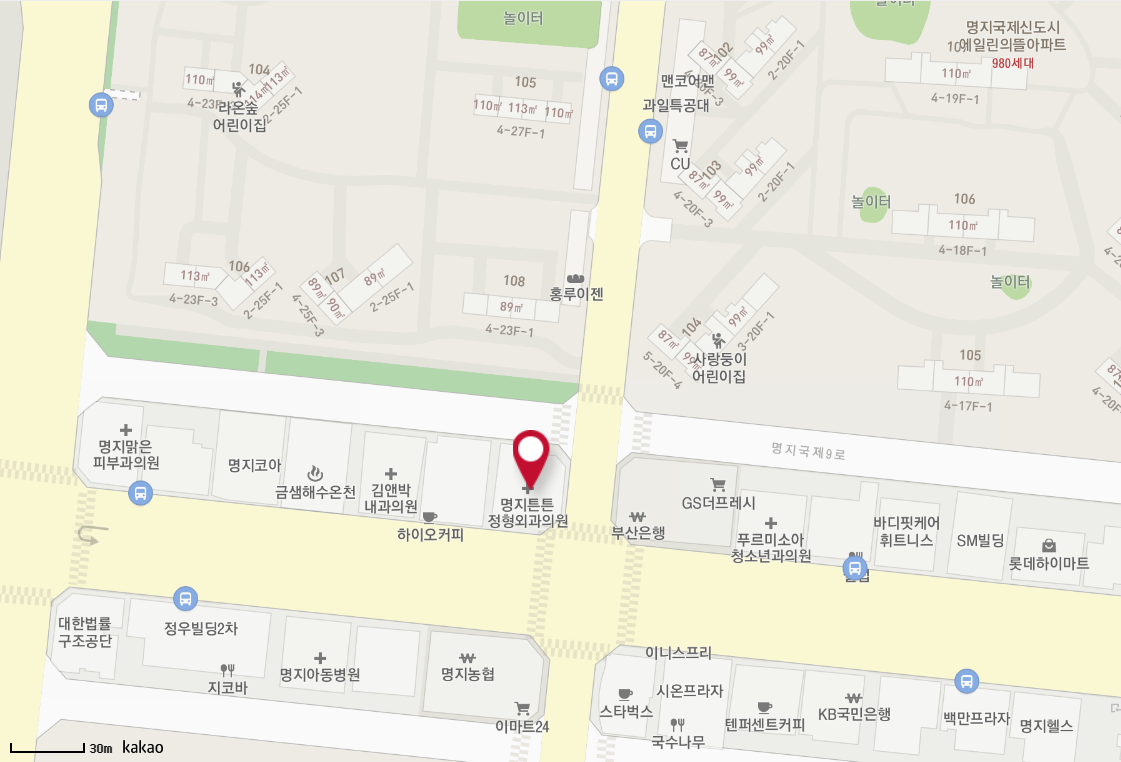 놀이터
놀이터
명지국제신도시
에일린의뜰아파트
980세대
110㎡
4-19F-1
104
110㎡
113㎡
114㎡
4-23F-
2-25F-1
라온숲
어린이집
105
110㎡
113㎡
110㎡
4-27F-1
102
87㎡
99㎡
99㎡
2-20F-1
맨코어맨
과일특공대
CU
103
87㎡
99㎡
99㎡
4-20F-3
2-20F-1
놀이터
106
110㎡
4-18F-1
놀이터
106
113㎡
113㎡
4-23F-3
2-25F-1
107
89㎡
90㎡
89㎡
4-25F-3
2-25F-1
108
89㎡
4-23F-1
홍루이젠
104
87㎡
99㎡
99㎡
5-20F-4
3-20F-1
사랑둥이
어린이집
105
110㎡
4-17F-1
명지국제9로
명지맑은
피부과의원
명지코아
금샘해수온천
김앤박
내과의원
하이오커피
명지튼튼
정형외과의원
부산은행
GS더프레시
푸르미소아
청소년과의원
바디핏케어
휘트니스
SM빌딩
롯데하이마트
대한법률
구조공단
정우빌딩2차
지코바
명지아동병원
명지농협
이마트24
이니스프리
시온프라자
스타벅스
국수나무
텐퍼센트커피
KB국민은행
백만프라자
명지헬스
30m kakao